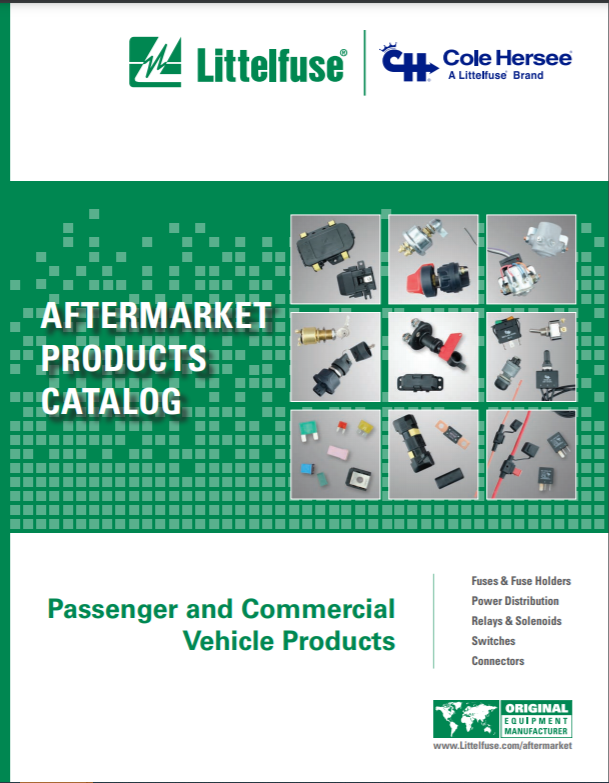 Littelfuse®
Cole Hersee®
A Littelfuse® Brand
AFTERMARKET
PRODUCTS
CATALOG
Passenger and Commercial
Vehicle Products
Fuses & Fuse Holders
Power Distribution
Relays & Solenoids
Switches
Connectors
ORIGINAL
EQUIPMENT
MANUFACTURER
www.Littelfuse.com/aftermarket